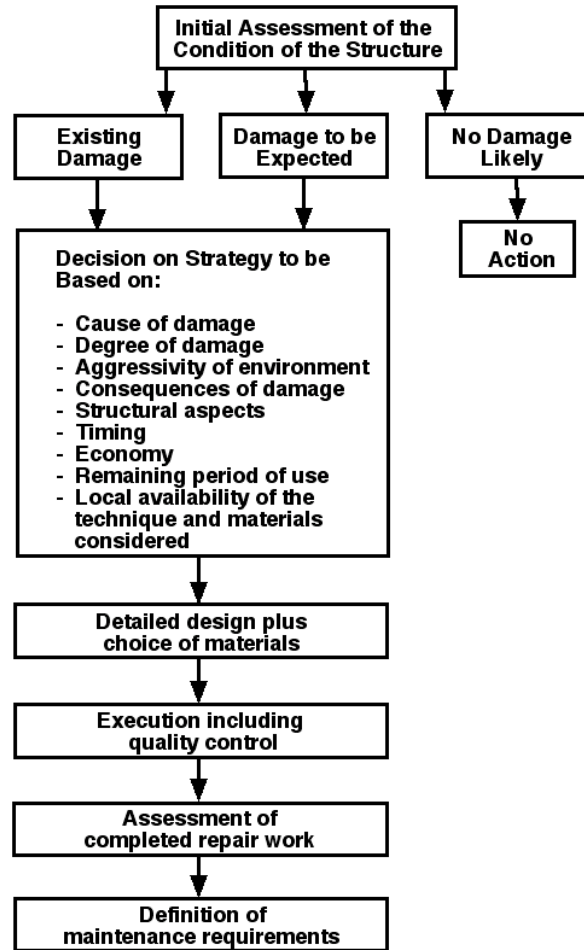 Initial Assessment of the
Condition of the Structure
Existing
Damage
Damage to be
Expected
No Damage
Likely
No
Action
Decision on Strategy to be
Based on:
- Cause of damage
- Degree of damage
- Aggressivity of environment
- Consequences of damage
- Structural aspects
- Timing
- Economy
- Remaining period of use
- Local availability of the
technique and materials
considered
Detailed design plus
choice of materials
Execution including
quality control
Assessment of
completed repair work
Definition of
maintenance requirements